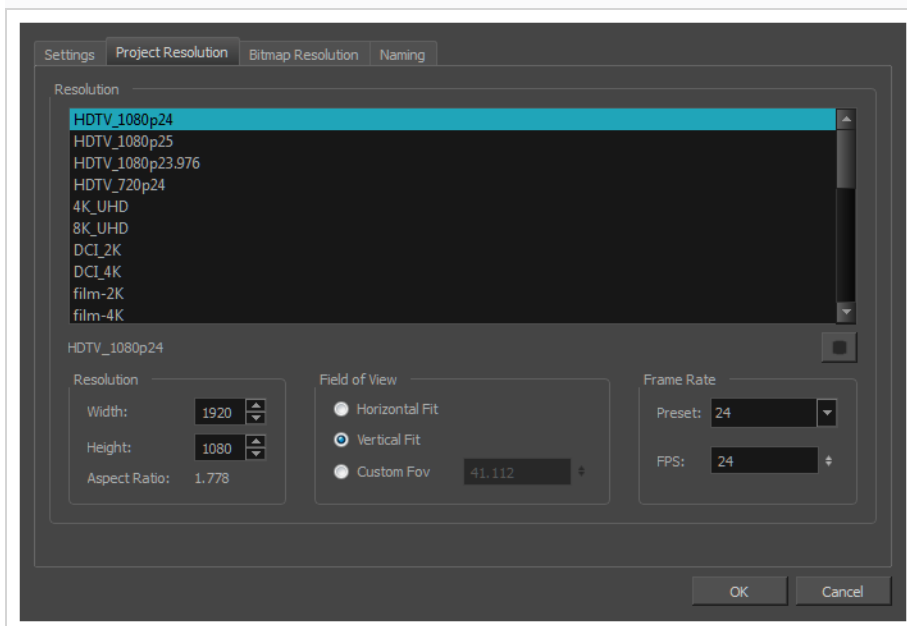 Settings Project Resolution Bitmap Resolution Naming
Resolution
HDTV_1080p24
HDTV_1080p25
HDTV_1080p23.976
HDTV_720p24
4K_UHD
8K_UHD
DCI_2K
DCI_4K
film-2K
film-4K
HDTV_1080p24
Resolution
Width: 1920
Height: 1080
Aspect Ratio: 1.778
Field of View
Horizontal Fit
Vertical Fit
Custom Fov 41.112
Frame Rate
Preset: 24
FPS: 24
OK Cancel